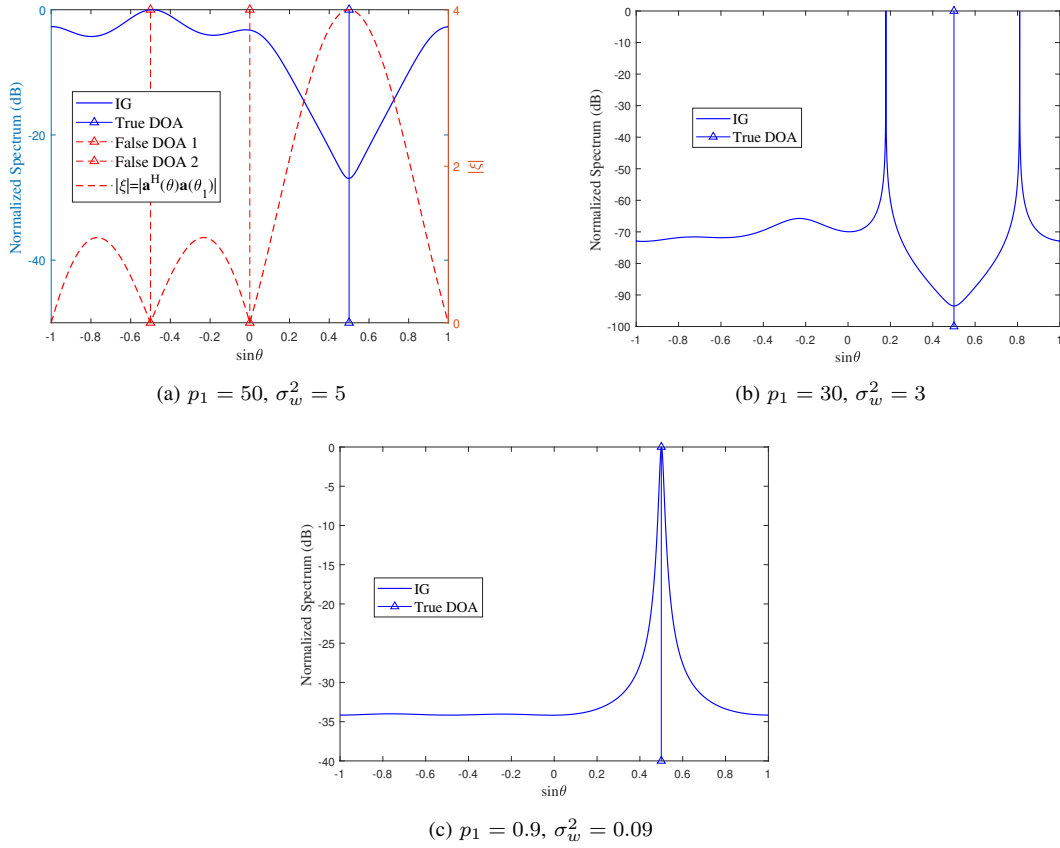 0
-20
-40
Normalized Spectrum (dB)
IG
True DOA
False DOA 1
False DOA 2
|ξ|=|a^H(θ)a(θ_1)|
4
2
0
|ξ|
-1 -0.8 -0.6 -0.4 -0.2 0 0.2 0.4 0.6 0.8 1
sinθ
(a) p_1 = 50, σ_w^2 = 5
0
-10
-20
-30
-40
-50
-60
-70
-80
-90
-100
Normalized Spectrum (dB)
IG
True DOA
-1 -0.8 -0.6 -0.4 -0.2 0 0.2 0.4 0.6 0.8 1
sinθ
(b) p_1 = 30, σ_w^2 = 3
0
-5
-10
-15
-20
-25
-30
-35
-40
Normalized Spectrum (dB)
IG
True DOA
-1 -0.8 -0.6 -0.4 -0.2 0 0.2 0.4 0.6 0.8 1
sinθ
(c) p_1 = 0.9, σ_w^2 = 0.09